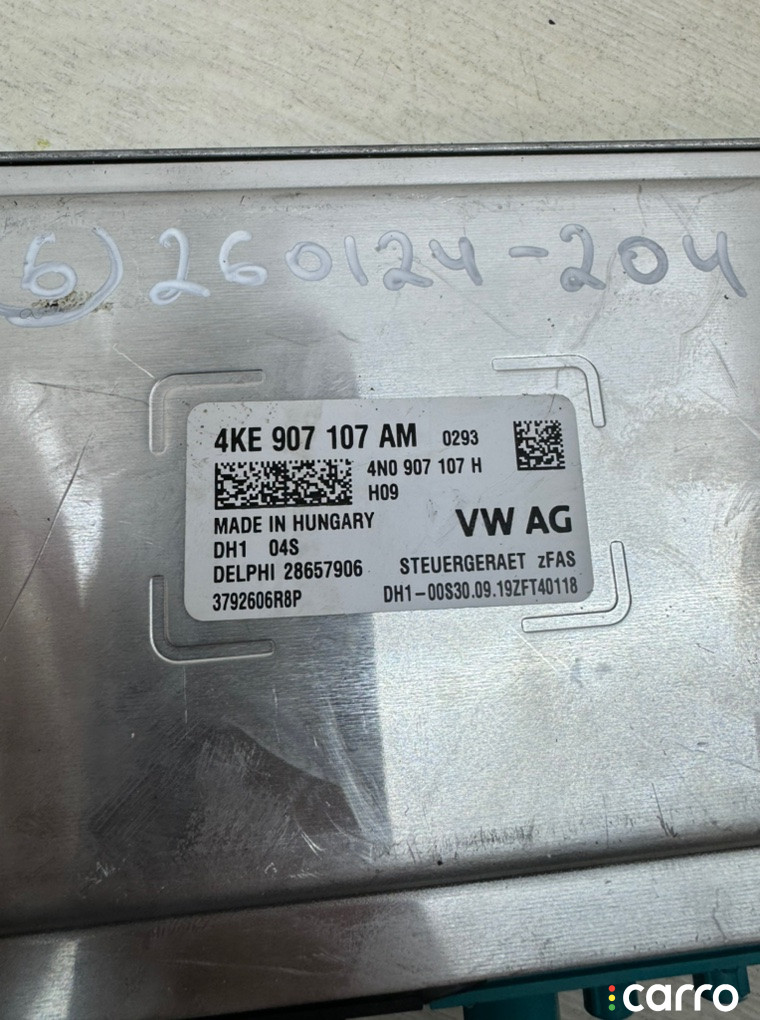 6) 260124-204
4KE 907 107 AM 0293
4N0 907 107 H
H09
MADE IN HUNGARY
VW AG
DH1 04S
STEUERGERAET zFAS
DELPHI 28657906
3792606R8P
DH1-00S30.09.19ZFT40118
carro